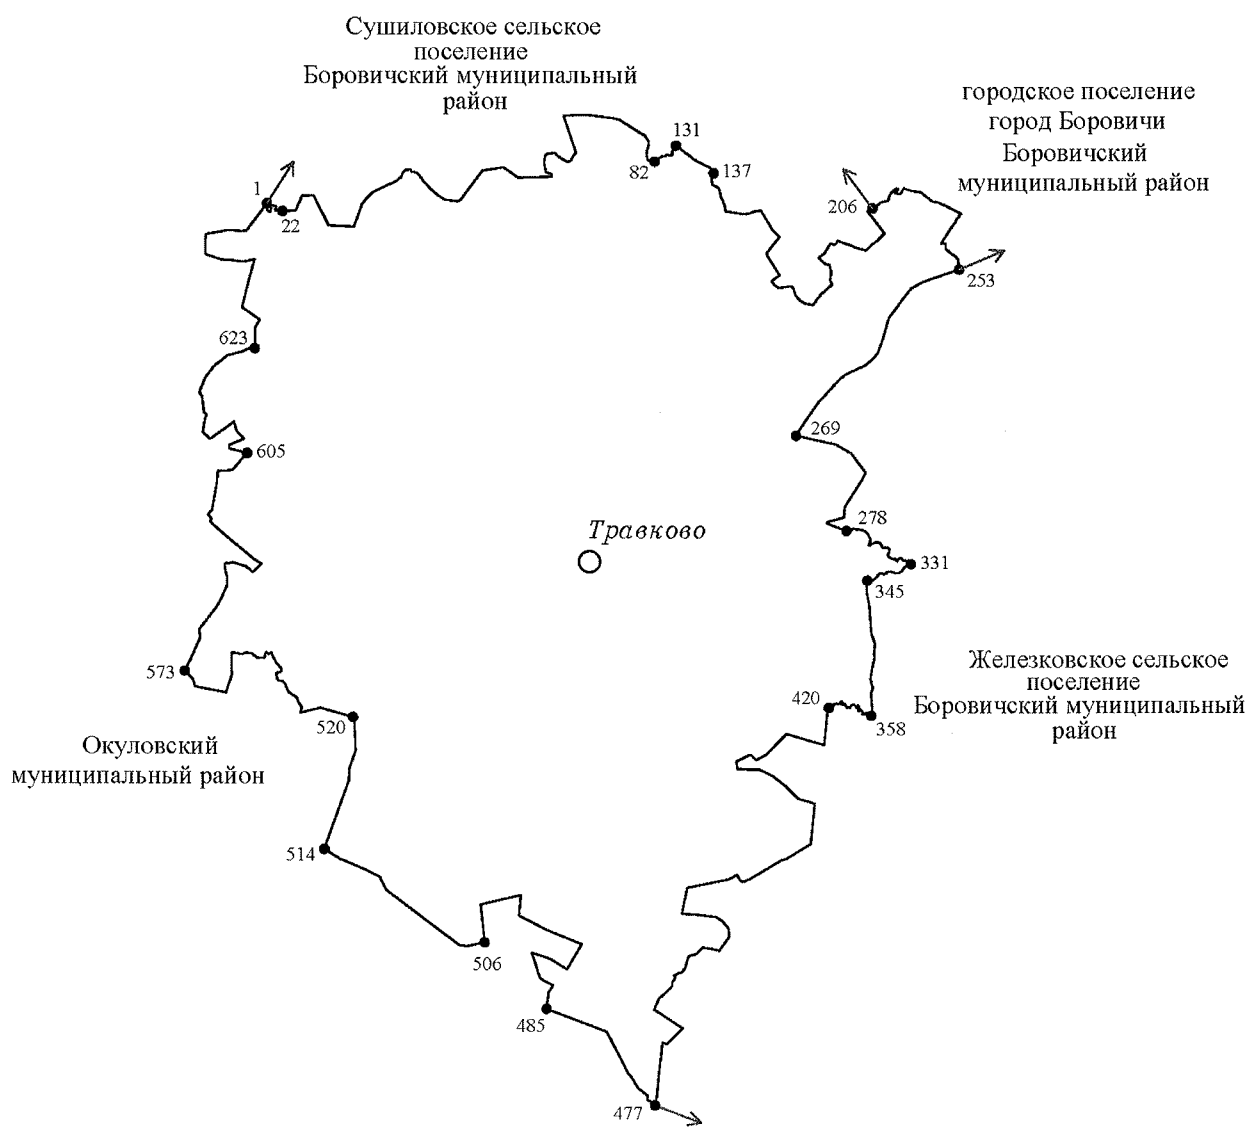 Сушиловское сельское
поселение
Боровичский муниципальный
район
городское поселение
город Боровичи
Боровичский
муниципальный район
131
82
137
1
22
206
253
623
269
605
278
Травково
331
345
573
Железковское сельское
поселение
Боровичский муниципальный
район
420
358
520
Окуловский
муниципальный район
514
506
485
477